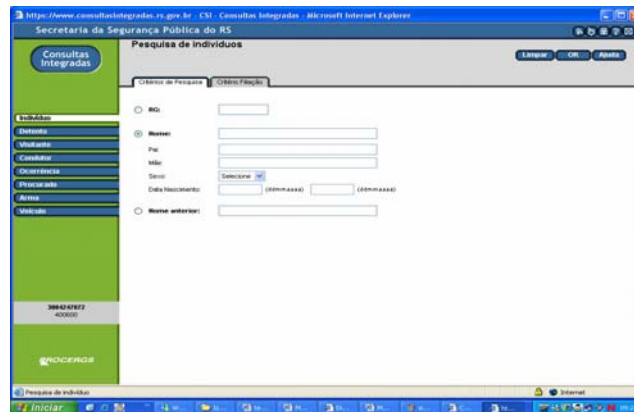 https://www.consultasintegradas.rs.gov.br - CSI - Consultas Integradas - Microsoft Internet Explorer
Secretaria da Segurança Pública do RS
Consultas Integradas
Pesquisa de indivíduos
Limpar OK Ajuda
Critérios de Pesquisa Critério Filiação
Indivíduo
Detento
Visitante
Condutor
Ocorrência
Procurado
Arma
Veículo
RG:
Nome:
Pai:
Mãe:
Sexo: Selecione
Data Nascimento: (ddmmaaaa) (ddmmaaaa)
Nome anterior:
400600
PROCERGS
Pesquisa de indivíduo Internet
Iniciar